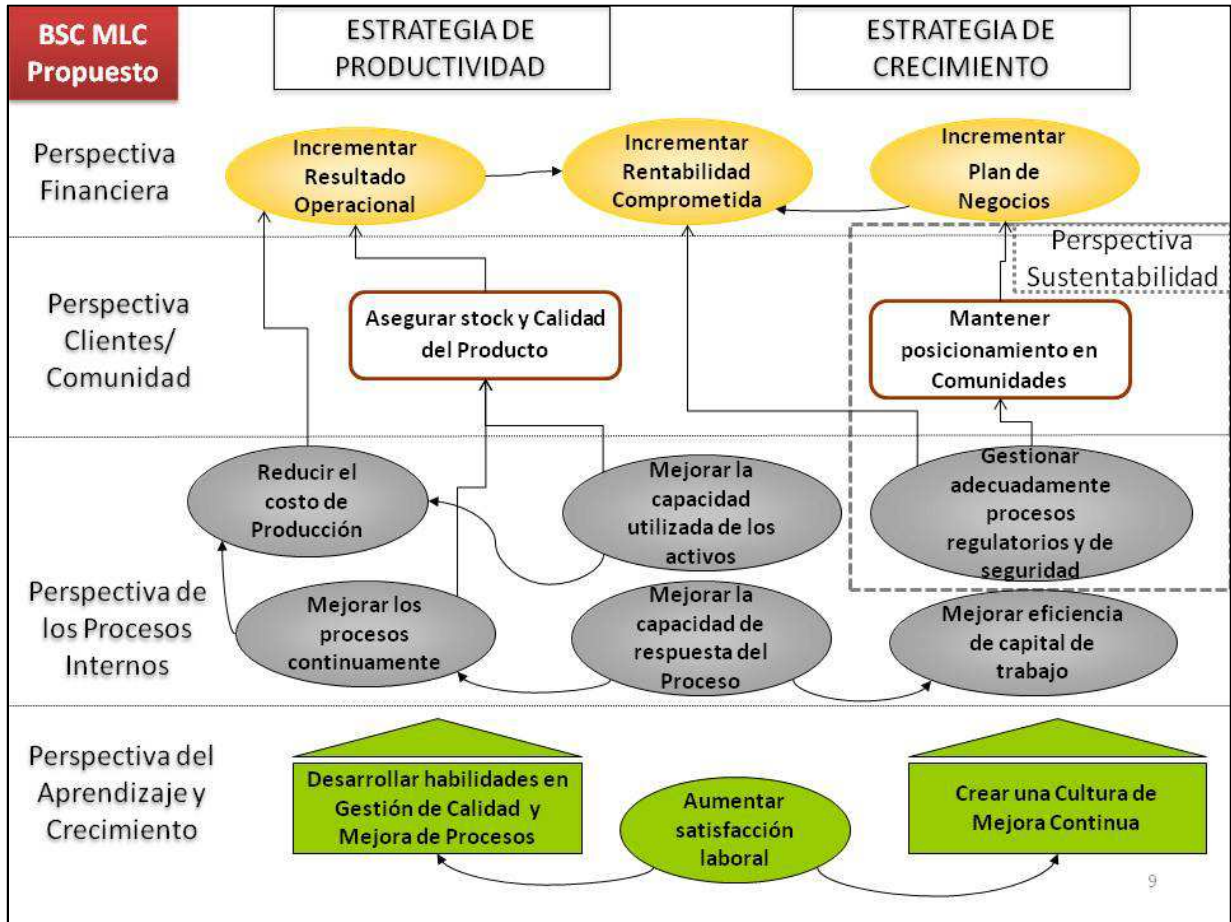 BSC MLC
Propuesto
ESTRATEGIA DE
PRODUCTIVIDAD
ESTRATEGIA DE
CRECIMIENTO
Perspectiva
Financiera
Incrementar
Resultado
Operacional
Incrementar
Rentabilidad
Comprometida
Incrementar
Plan de
Negocios
Perspectiva
Sustentabilidad
Perspectiva
Clientes/
Comunidad
Asegurar stock y Calidad
del Producto
Mantener
posicionamiento en
Comunidades
Reducir el
costo de
Producción
Mejorar la
capacidad
utilizada de los
activos
Gestionar
adecuadamente
procesos
regulatorios y de
seguridad
Perspectiva de
los Procesos
Internos
Mejorar los
procesos
continuamente
Mejorar la
capacidad de
respuesta del
Proceso
Mejorar eficiencia
de capital de
trabajo
Perspectiva del
Aprendizaje y
Crecimiento
Desarrollar habilidades en
Gestión de Calidad y
Mejora de Procesos
Aumentar
satisfacción
laboral
Crear una Cultura de
Mejora Continua
9